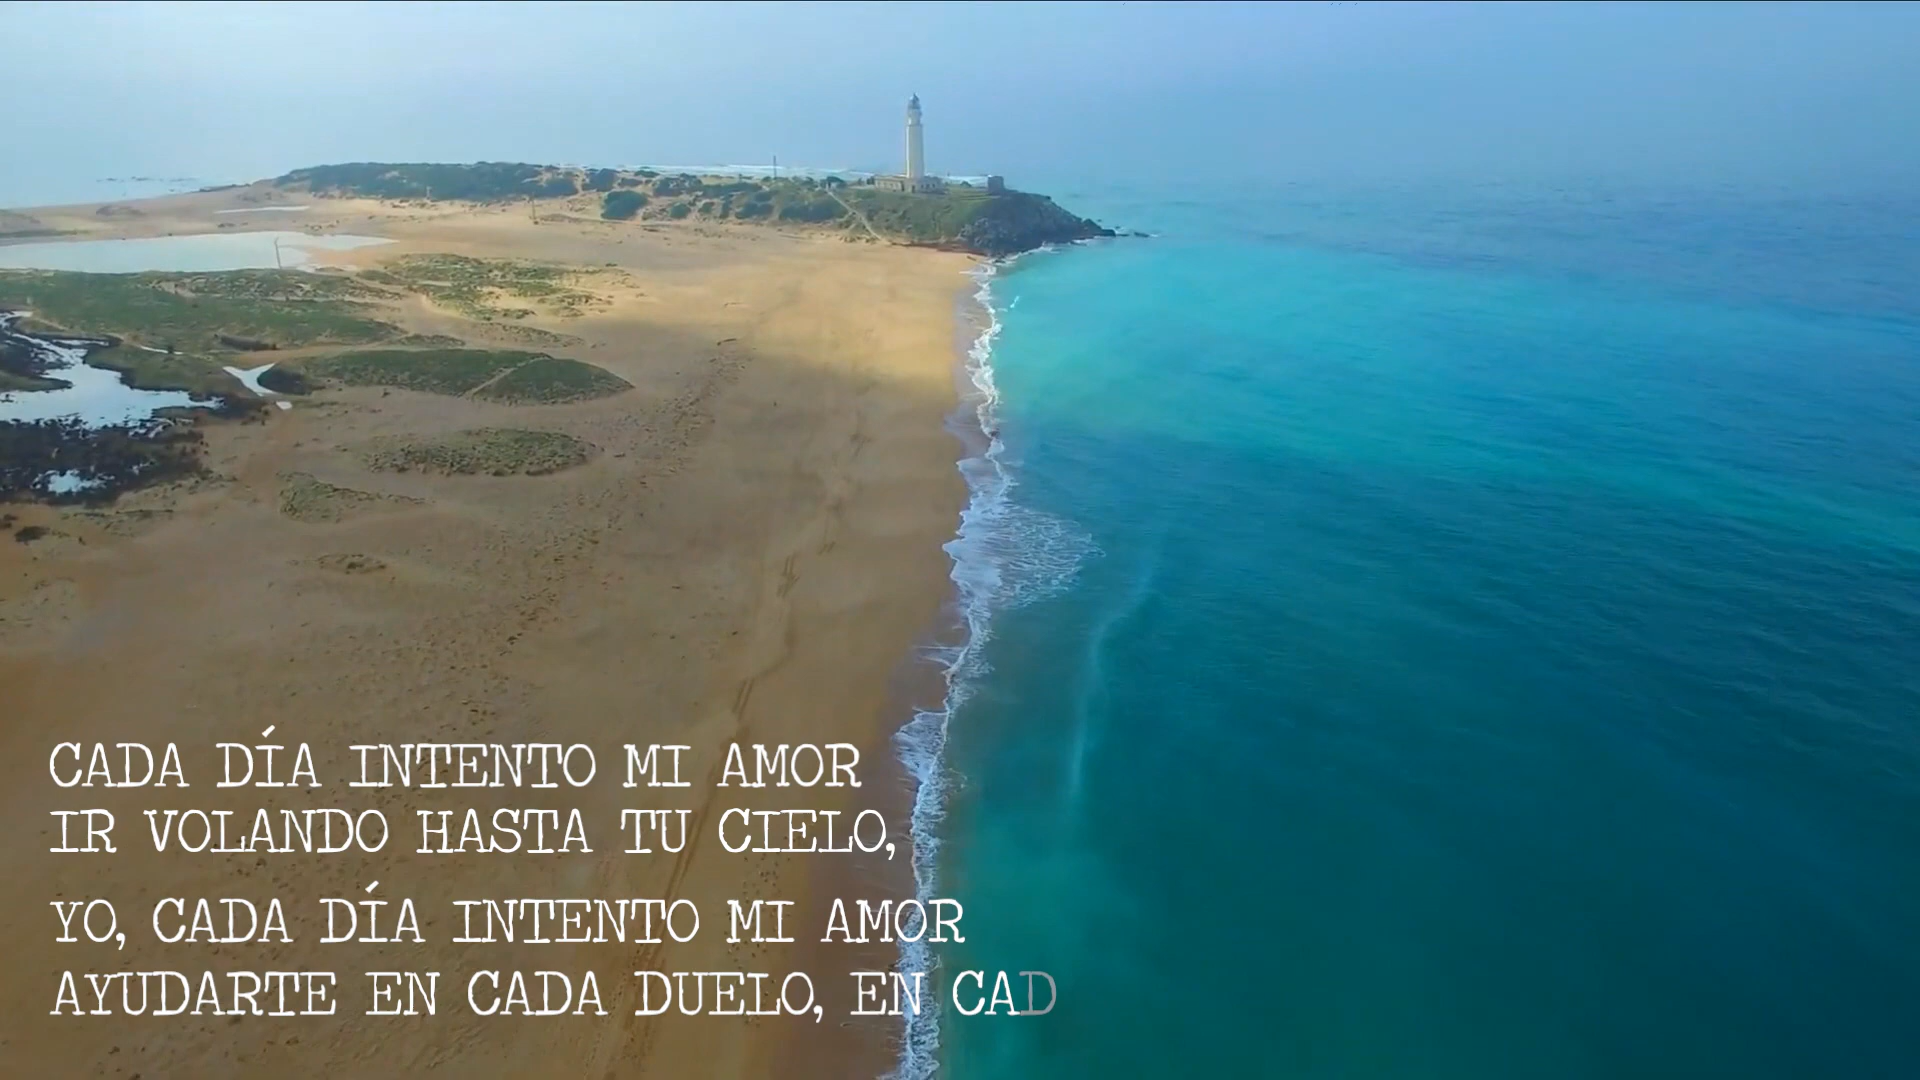 CADA DÍA INTENTO MI AMOR
IR VOLANDO HASTA TU CIELO,
YO, CADA DÍA INTENTO MI AMOR
AYUDARTE EN CADA DUELO, EN CAD